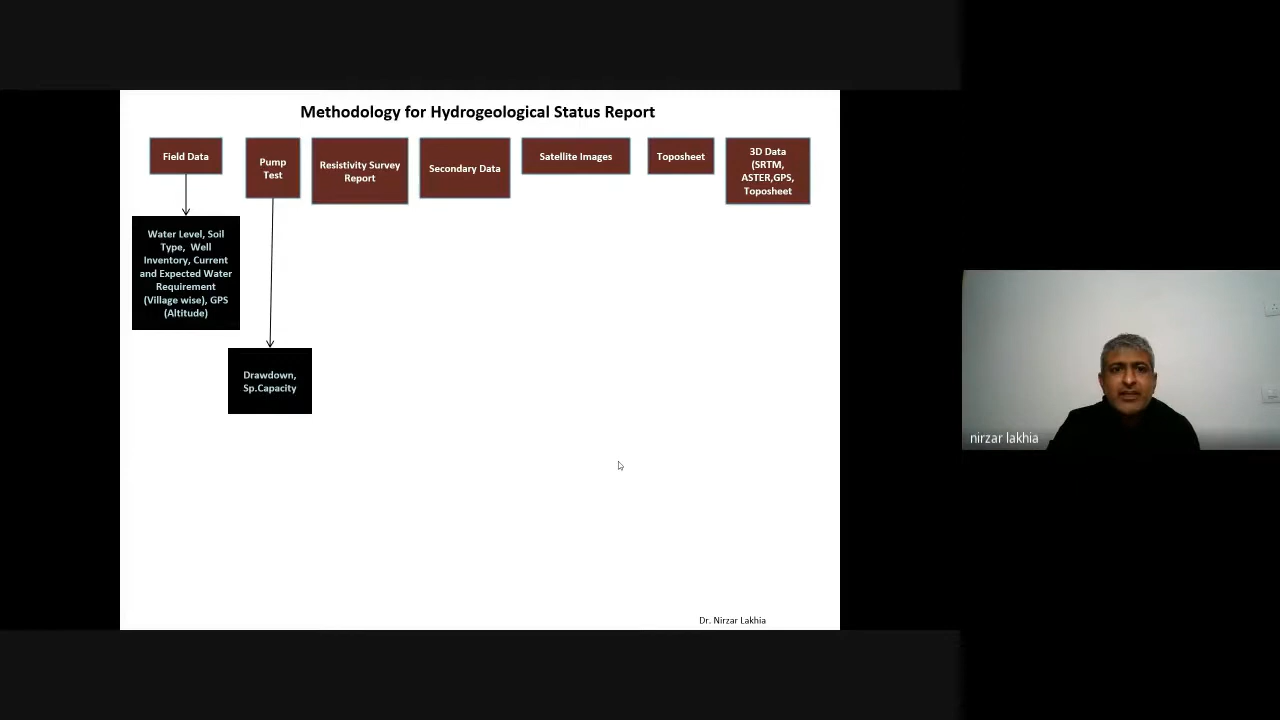 Methodology for Hydrogeological Status Report
Field Data
Pump
Test
Resistivity Survey
Report
Secondary Data
Satellite Images
Toposheet
3D Data
(SRTM,
ASTER,GPS,
Toposheet
Water Level, Soil
Type, Well
Inventory, Current
and Expected Water
Requirement
(Village wise), GPS
(Altitude)
Drawdown,
Sp.Capacity
nirzar lakhia
Dr. Nirzar Lakhia